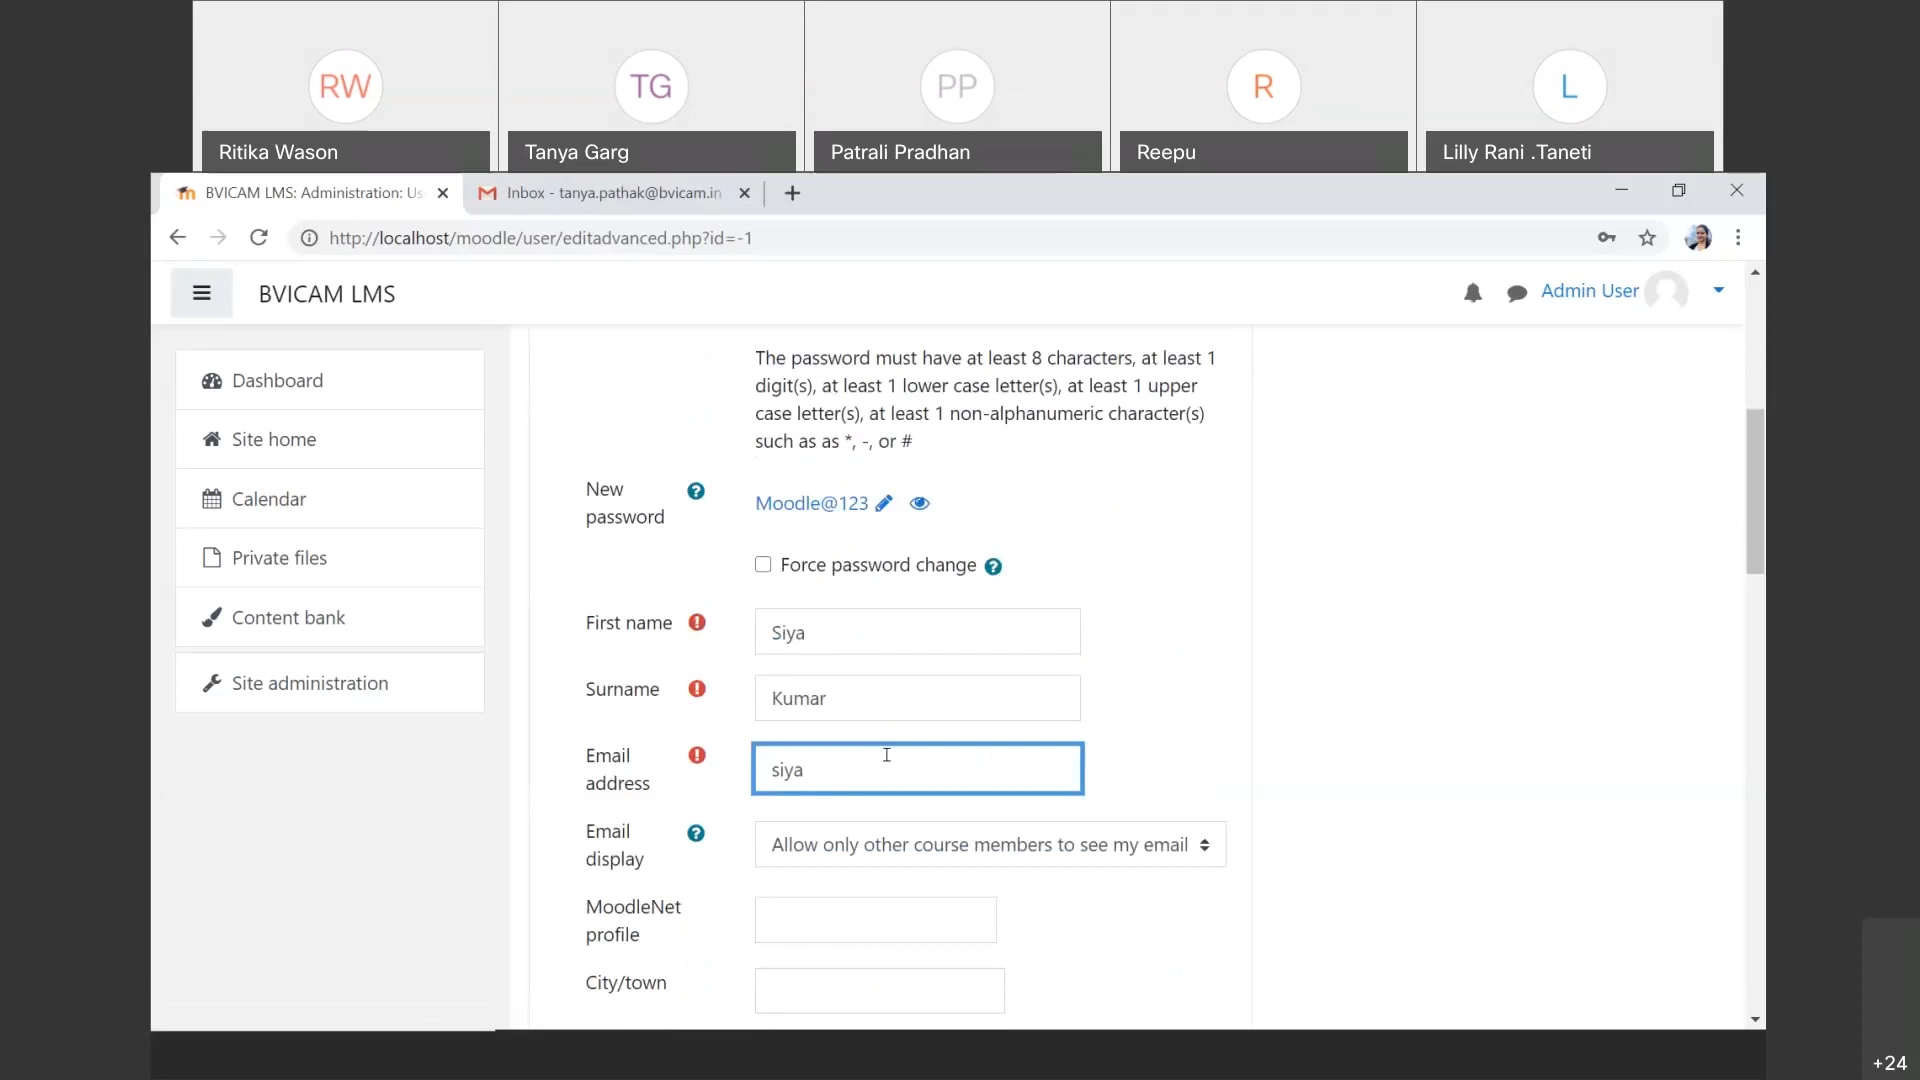 RW
TG
PP
R
L
Ritika Wason
Tanya Garg
Patrali Pradhan
Reepu
Lilly Rani .Taneti
BVICAM LMS: Administration: Us
Inbox - tanya.pathak@bvicam.in
http://localhost/moodle/user/editadvanced.php?id=-1
BVICAM LMS
Admin User
Dashboard
Site home
Calendar
Private files
Content bank
Site administration
The password must have at least 8 characters, at least 1
digit(s), at least 1 lower case letter(s), at least 1 upper
case letter(s), at least 1 non-alphanumeric character(s)
such as as *, -, or #
New
password
Moodle@123
Force password change
First name
Siya
Surname
Kumar
Email
address
siya
Email
display
Allow only other course members to see my email
MoodleNet
profile
City/town
+24